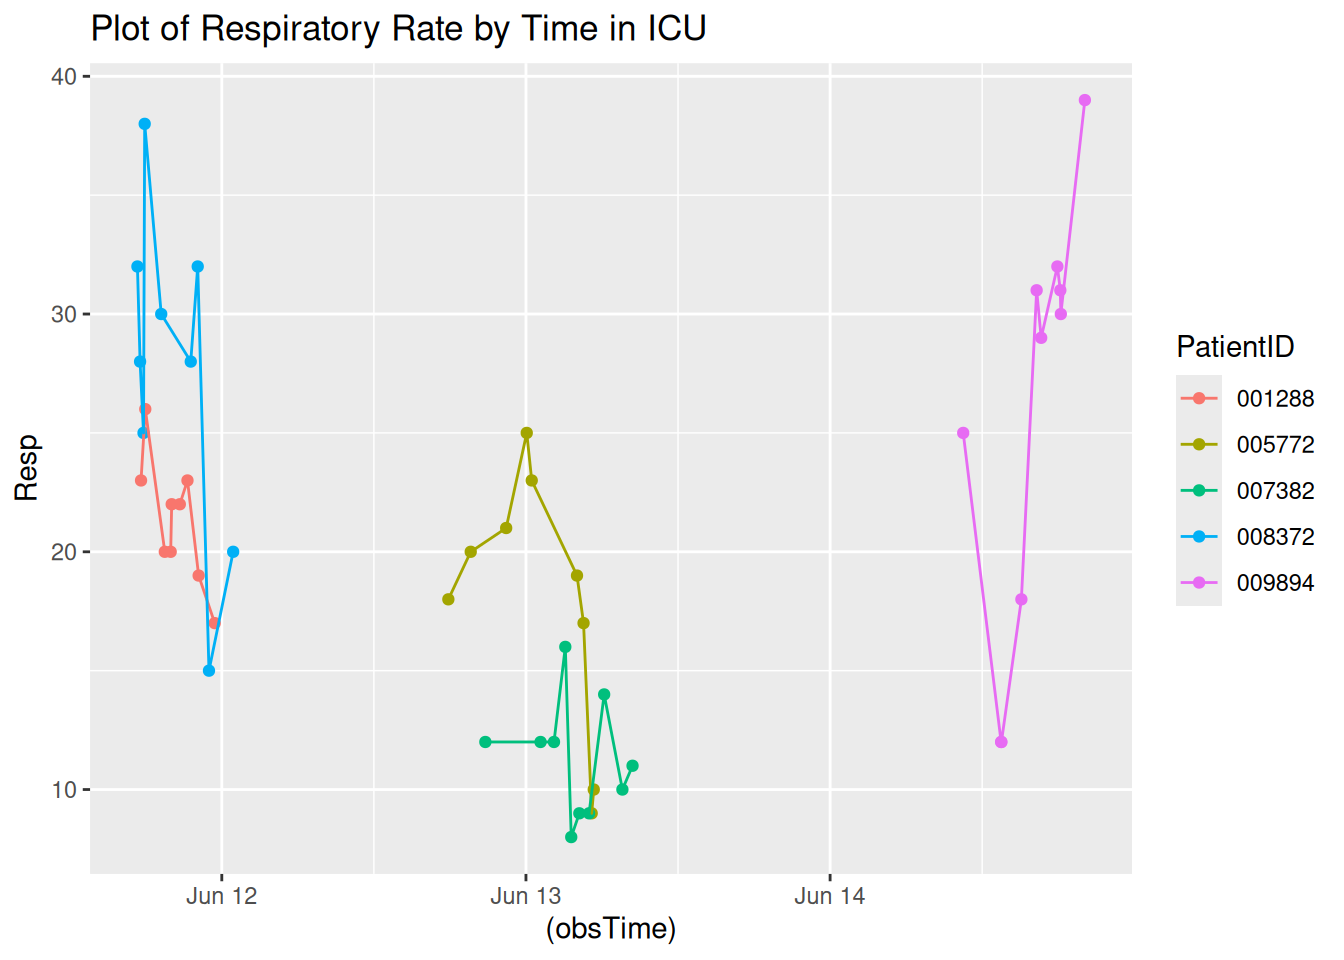 Plot of Respiratory Rate by Time in ICU
40
30
20
10
Resp
Jun 12
Jun 13
Jun 14
(obsTime)
PatientID
001288
005772
007382
008372
009894